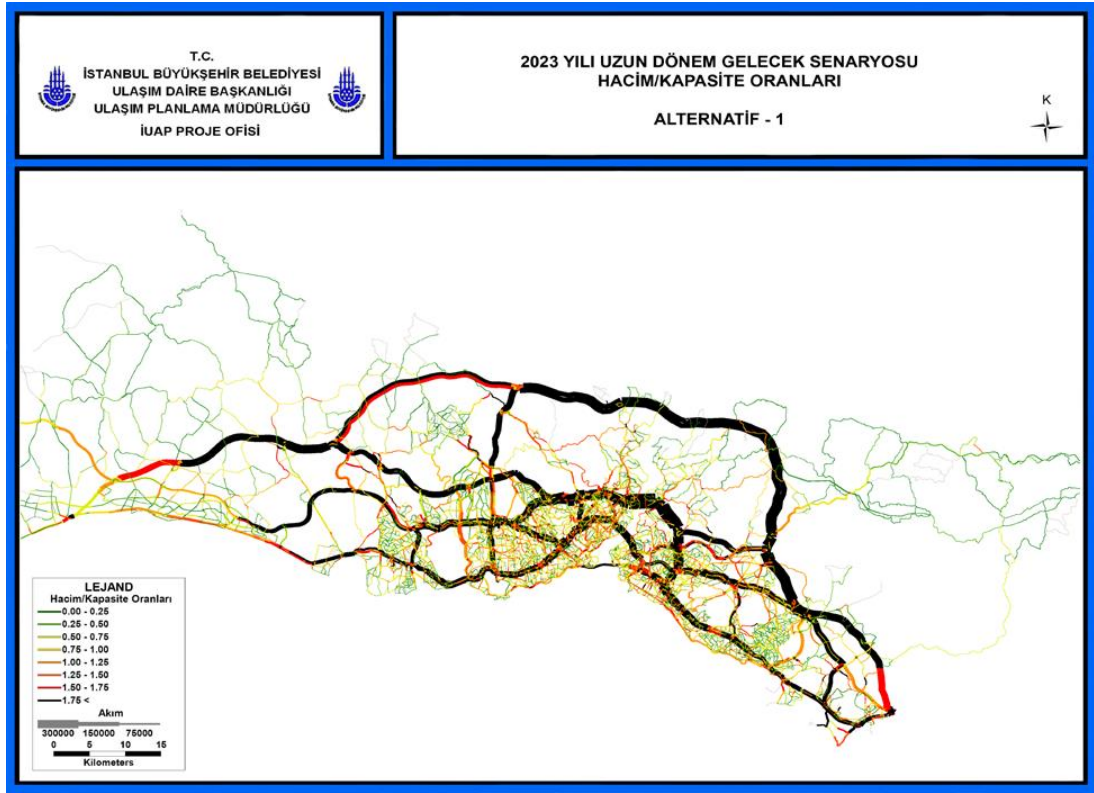 T.C.
İSTANBUL BÜYÜKŞEHİR BELEDİYESİ
ULAŞIM DAİRE BAŞKANLIĞI
ULAŞIM PLANLAMA MÜDÜRLÜĞÜ
İUAP PROJE OFİSİ
2023 YILI UZUN DÖNEM GELECEK SENARYOSU
HACİM/KAPASİTE ORANLARI
ALTERNATİF - 1
K
LEJAND
Hacim/Kapasite Oranları
0.00 - 0.25
0.25 - 0.50
0.50 - 0.75
0.75 - 1.00
1.00 - 1.25
1.25 - 1.50
1.50 - 1.75
1.75 <
Akım
300000 150000 75000
0 5 10 15
Kilometers